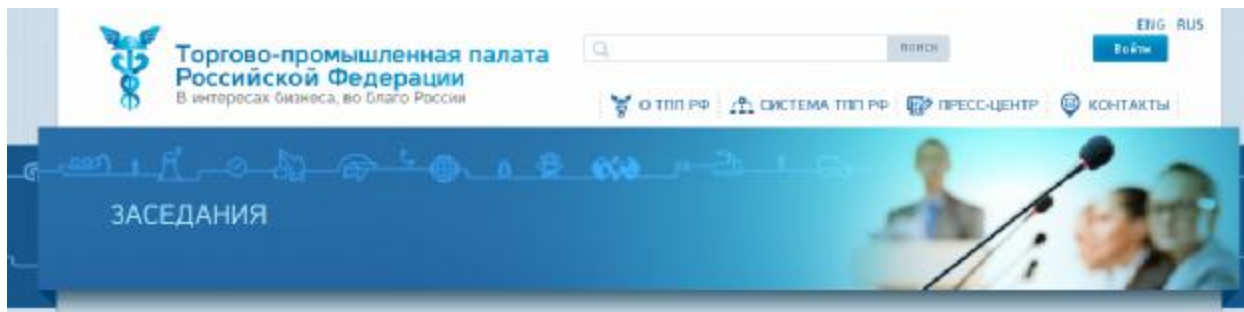 ENG RUS
Торгово-промышленная палата
Российской Федерации
В интересах бизнеса, во благо России
поиск
Войти
О ТПП РФ
СИСТЕМА ТПП РФ
ПРЕСС-ЦЕНТР
КОНТАКТЫ
ЗАСЕДАНИЯ